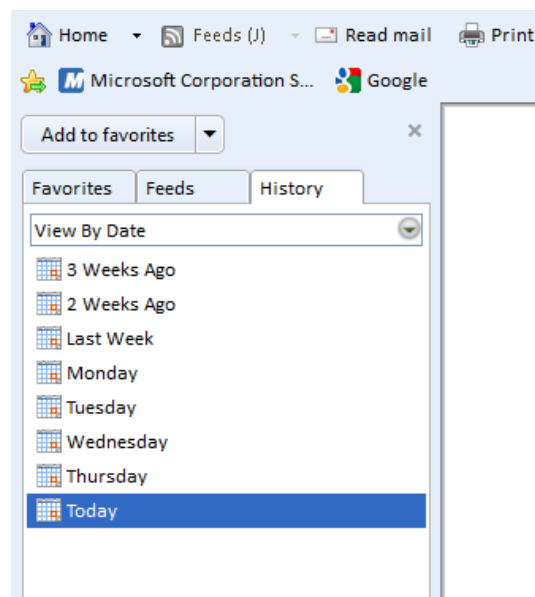 Home Feeds (J) Read mail Print
Microsoft Corporation S... Google
Add to favorites
Favorites Feeds History
View By Date
3 Weeks Ago
2 Weeks Ago
Last Week
Monday
Tuesday
Wednesday
Thursday
Today